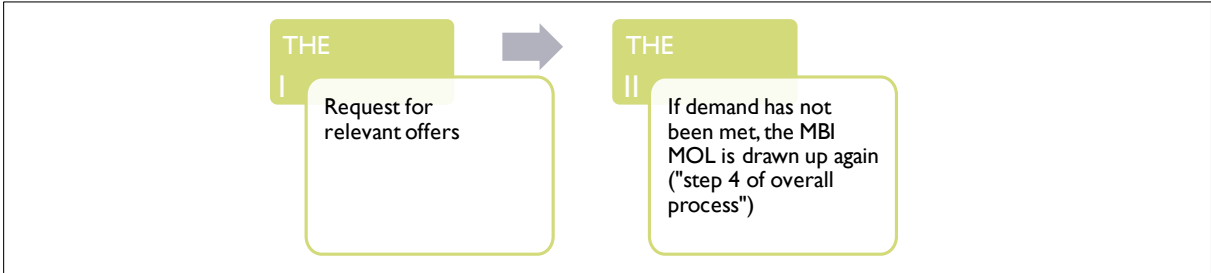 THE
I
Request for
relevant offers
THE
II
If demand has not
been met, the MBI
MOL is drawn up again
("step 4 of overall
process")